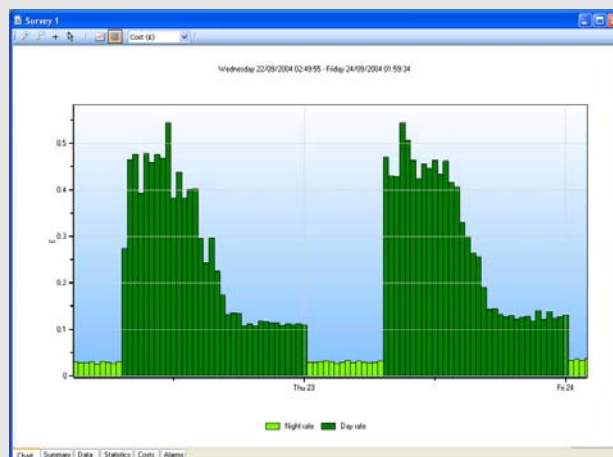 Survey 1
Cost (£)
Wednesday 22/09/2004 02:49:55 - Friday 24/09/2004 01:59:34
0.5
0.4
0.3
£
0.2
0.1
0
Thu 23
Fri 24
Night rate
Day rate
Chart Summary Data Statistics Costs Alarms